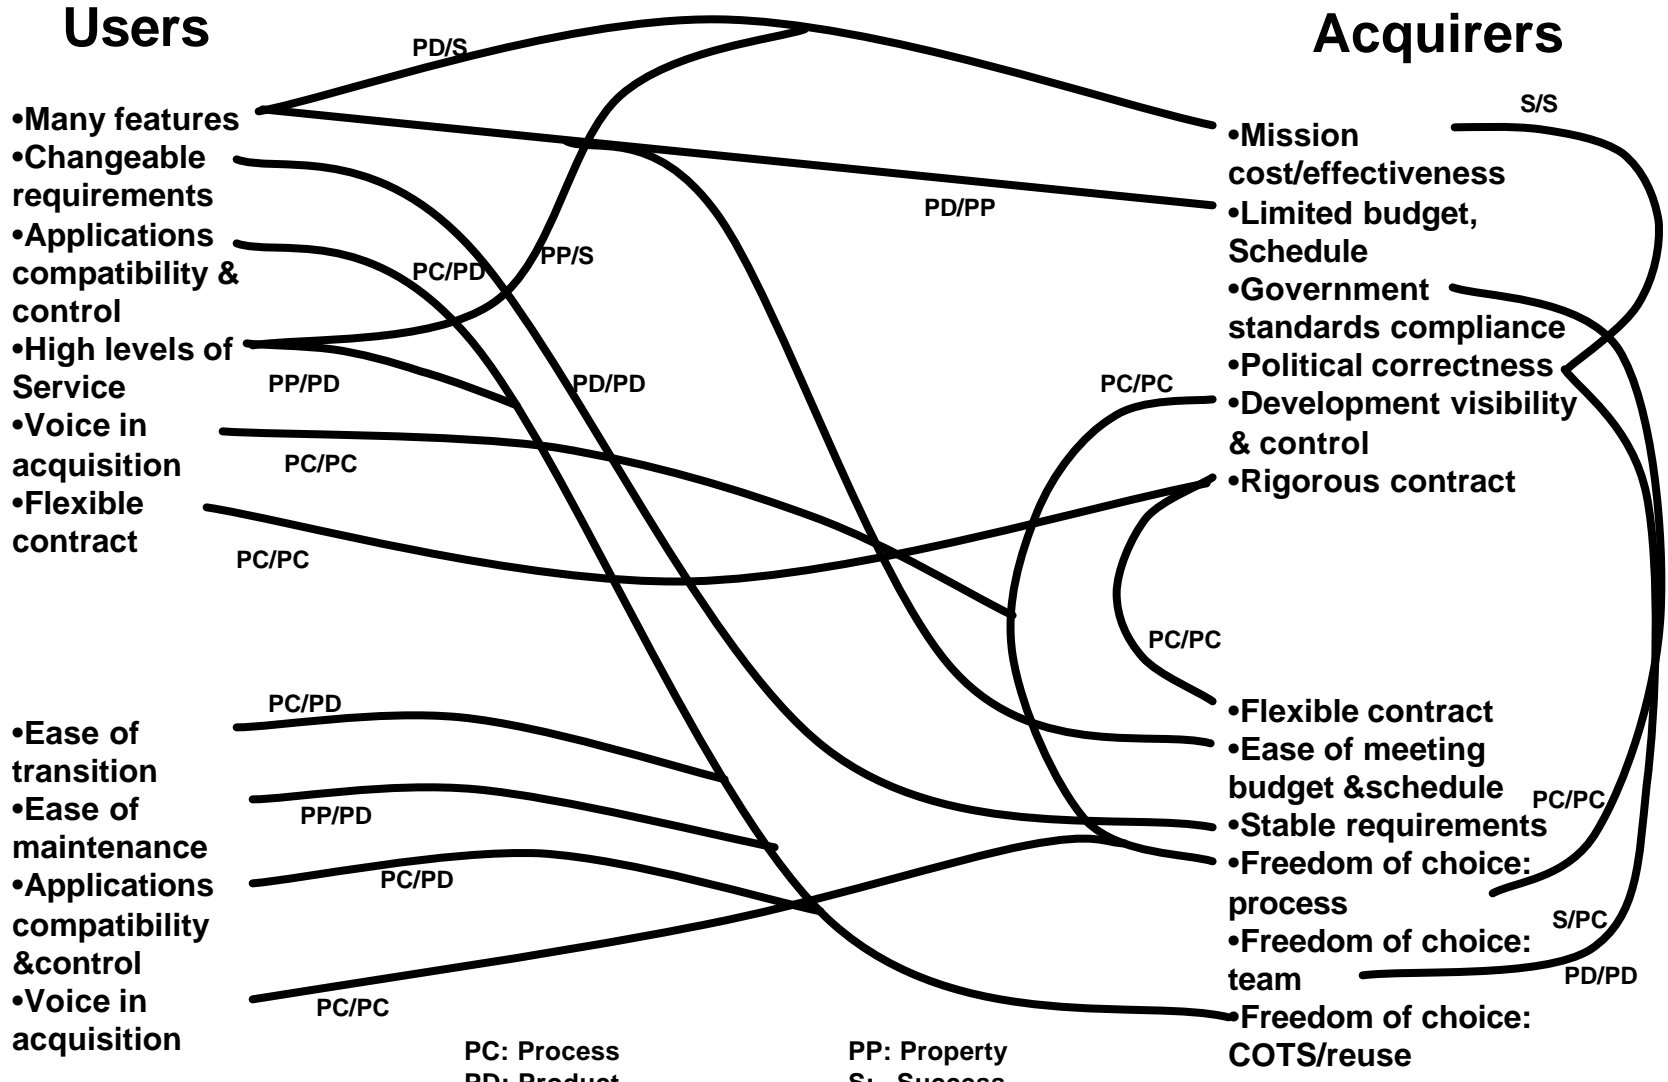 Users
Acquirers
PD/S
•Many features
•Changeable
requirements
•Applications
compatibility &
control
•High levels of
Service
•Voice in
acquisition
•Flexible
contract
PC/PD
PP/S
PP/PD
PD/PD
PC/PC
PC/PC
PD/PP
S/S
•Mission
cost/effectiveness
•Limited budget,
Schedule
•Government
standards compliance
•Political correctness
•Development visibility
& control
•Rigorous contract
PC/PC
PC/PC
PC/PD
•Ease of
transition
•Ease of
maintenance
•Applications
compatibility
&control
•Voice in
acquisition
PP/PD
PC/PD
PC/PC
•Flexible contract
•Ease of meeting
budget &schedule
•Stable requirements
•Freedom of choice:
process
•Freedom of choice:
team
•Freedom of choice:
COTS/reuse
PC/PC
S/PC
PD/PD
PC: Process
PD: Product
PP: Property
S: Success